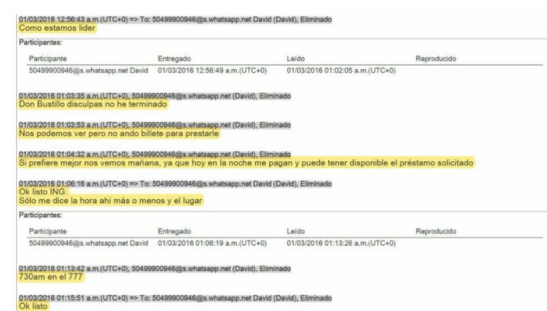 01/03/2016 12:56:43 a.m.(UTC+0) => To: 50499900946@s.whatsapp.net David (David), Eliminado
Como estamos lider
Participantes:
Participante Entregado Leído Reproducido
50499900946@s.whatsapp.net David 01/03/2016 12:56:49 a.m.(UTC+0) 01/03/2016 01:02:05 a.m.(UTC+0)
01/03/2016 01:03:35 a.m.(UTC+0), 50499900946@s.whatsapp.net (David), Eliminado
Don Bustillo disculpas no he terminado
01/03/2016 01:03:53 a.m.(UTC+0), 50499900946@s.whatsapp.net (David), Eliminado
Nos podemos ver pero no ando billete para prestarle
01/03/2016 01:04:32 a.m.(UTC+0), 50499900946@s.whatsapp.net (David), Eliminado
Si prefiere mejor nos vemos mañana, ya que hoy en la noche me pagan y puede tener disponible el préstamo solicitado
01/03/2016 01:06:16 a.m.(UTC+0) => To: 50499900946@s.whatsapp.net David (David), Eliminado
Ok listo ING.
Sólo me dice la hora ahí más o menos y el lugar
Participantes:
Participante Entregado Leído Reproducido
50499900946@s.whatsapp.net David 01/03/2016 01:06:19 a.m.(UTC+0) 01/03/2016 01:13:26 a.m.(UTC+0)
01/03/2016 01:13:42 a.m.(UTC+0), 50499900946@s.whatsapp.net (David), Eliminado
730am en el 777
01/03/2016 01:15:51 a.m.(UTC+0) => To: 50499900946@s.whatsapp.net David (David), Eliminado
Ok listo